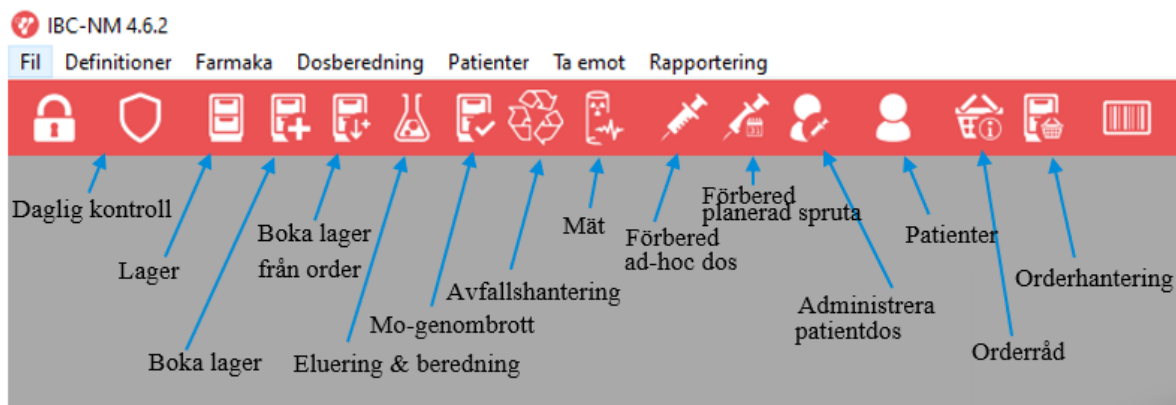 IBC-NM 4.6.2
Fil Definitioner Farmaka Dosberedning Patienter Ta emot Rapportering
31
Daglig kontroll
Lager
Boka lager
Boka lager
från order
Eluering & beredning
Mo-genombrott
Avfallshantering
Mät
Förbered
ad-hoc dos
Förbered
planerad spruta
Administrera
patientdos
Patienter
Orderråd
Orderhantering